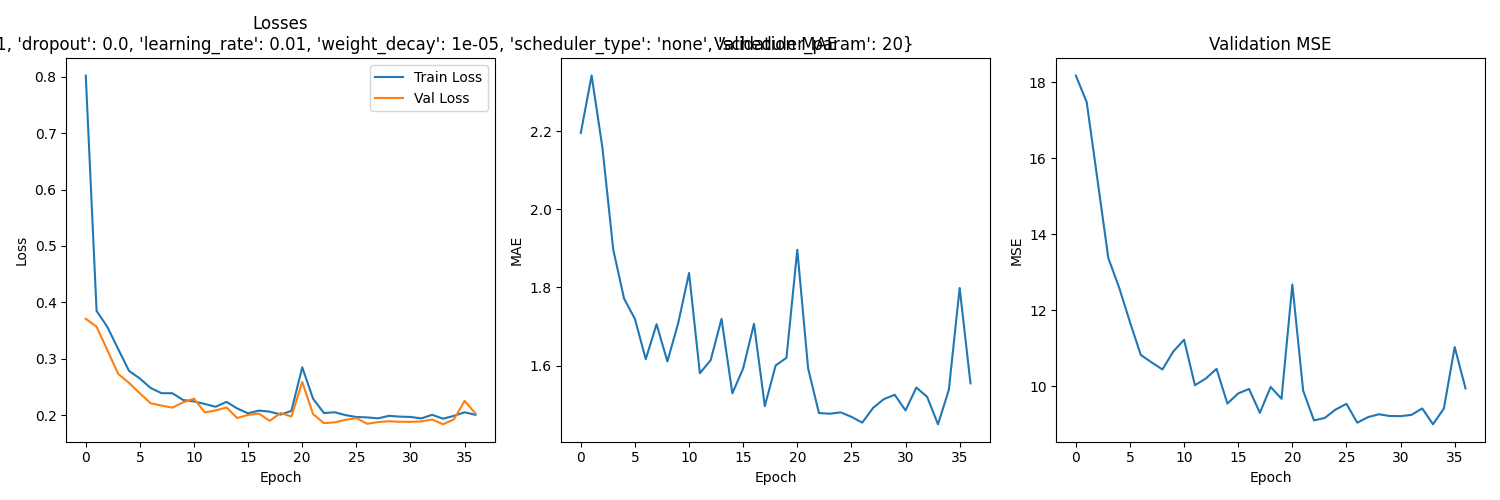 Losses
1, 'dropout': 0.0, 'learning_rate': 0.01, 'weight_decay': 1e-05, 'scheduler_type': 'none', 'scheduler_param': 20}
Train Loss
Val Loss
0.8
0.7
0.6
0.5
0.4
0.3
0.2
Loss
0 5 10 15 20 25 30 35
Epoch
Validation MAE
2.2
2.0
1.8
1.6
MAE
0 5 10 15 20 25 30 35
Epoch
Validation MSE
18
16
14
12
10
MSE
0 5 10 15 20 25 30 35
Epoch